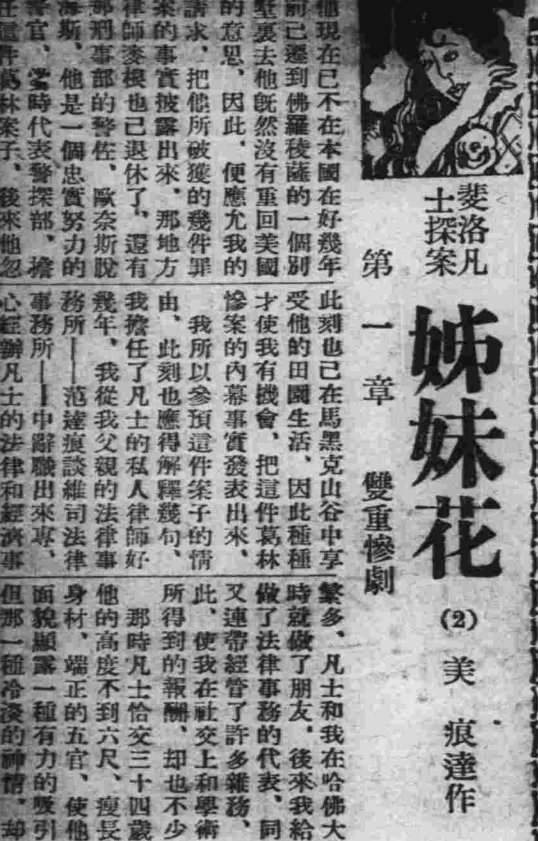 斐洛凡
士探案
姊妹花
(2) 美 痕達作
第一章 雙重慘劇
他現在已不在本國在好幾年
前已遷到佛羅稜薩的一個別
墅裏去他旣然沒有重回美國
的意思、因此、便應允我的
請求、把他所破獲的幾件罪
案的事實披露出來、那地方
律師麥根也已退休了、還有
那刑事部的警佐、歐奈斯脫
海斯、他是一個忠實努力的
警官、當時代表警探部、擔
任這件葛林案子、後來他忽
此刻也已在馬黑克山谷中享
受他的田園生活、因此種種
才使我有機會、把這件葛林
慘案的內幕事實發表出來、
我所以參預這件案子的情
由、此刻也應得解釋幾句、
我擔任了凡士的私人律師好
幾年、我從我父親的法律事
務所——范達痕談維司法律
事務所——中辭職出來專、
心經辦凡士的法律和經濟事
繁多、凡士和我在哈佛大
時就做了朋友、後來我給
做了法律事務的代表、同
又連帶經管了許多雜務、
此、使我在社交上和學術
所得到的報酬、却也不少
那時凡士恰交三十四歲
他的高度不到六尺、瘦長
身材、端正的五官、使他
面貌顯露一種有力的吸引
但那一種冷淡的神情、却